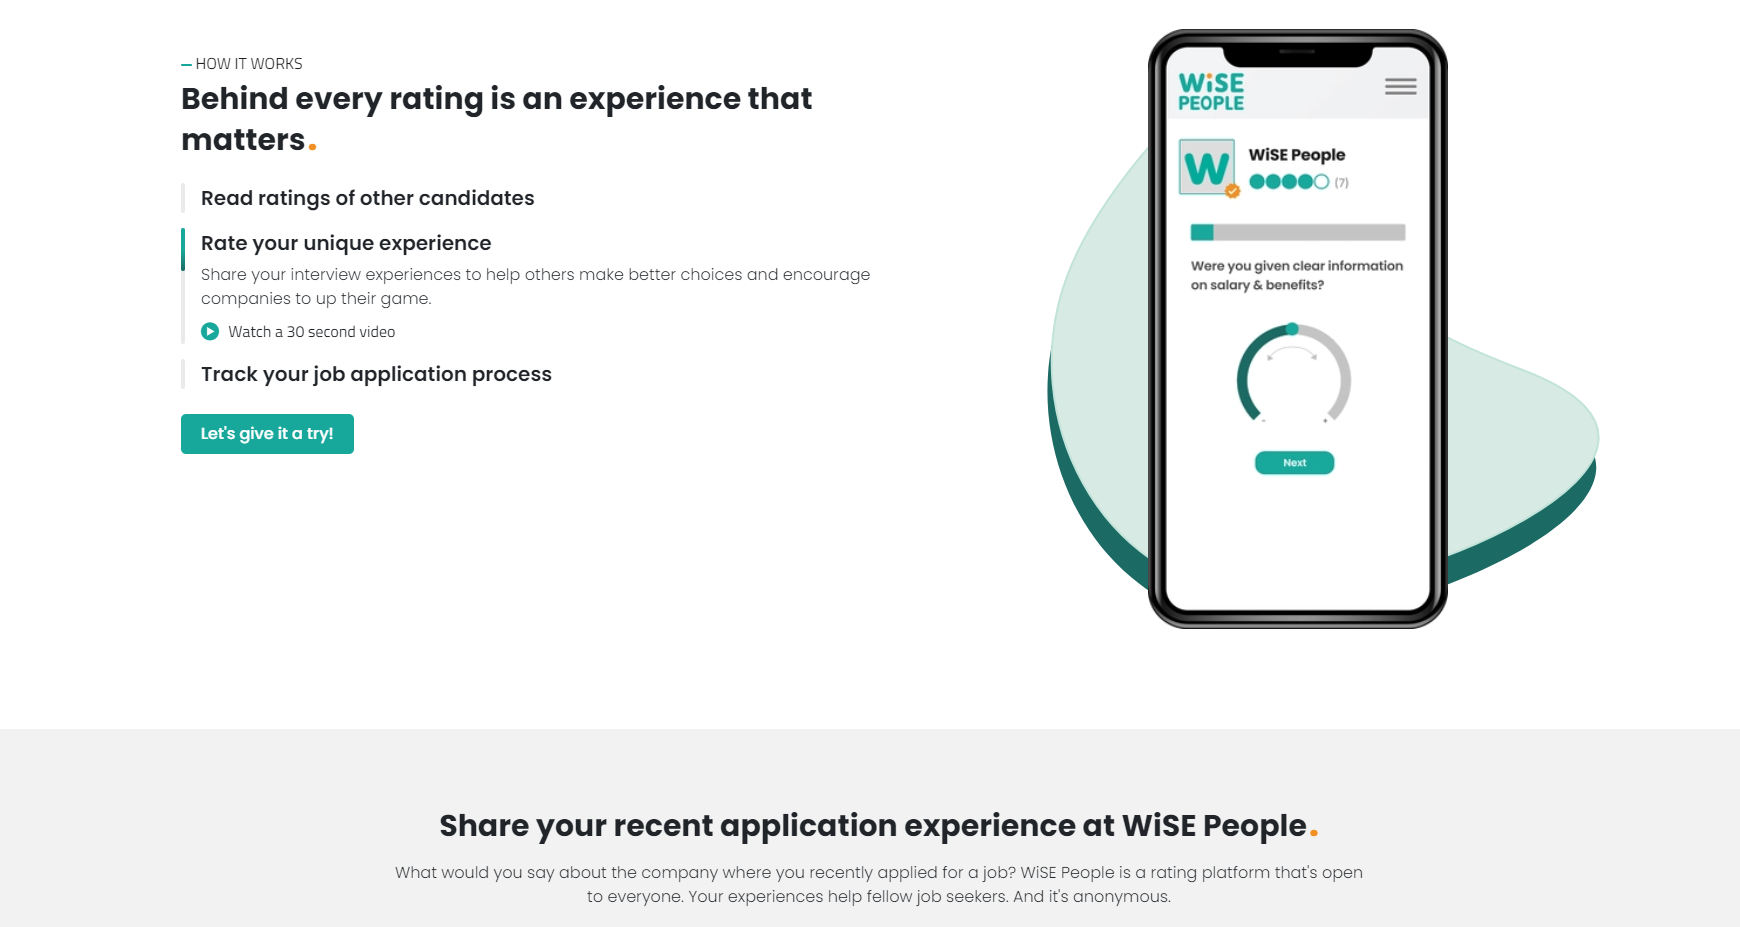 — HOW IT WORKS
Behind every rating is an experience that
matters.
Read ratings of other candidates
Rate your unique experience
Share your interview experiences to help others make better choices and encourage
companies to up their game.
Watch a 30 second video
Track your job application process
Let's give it a try!
WiSE
PEOPLE
W
WiSE People
(7)
Were you given clear information
on salary & benefits?
- +
Next
Share your recent application experience at WiSE People.
What would you say about the company where you recently applied for a job? WiSE People is a rating platform that's open
to everyone. Your experiences help fellow job seekers. And it's anonymous.